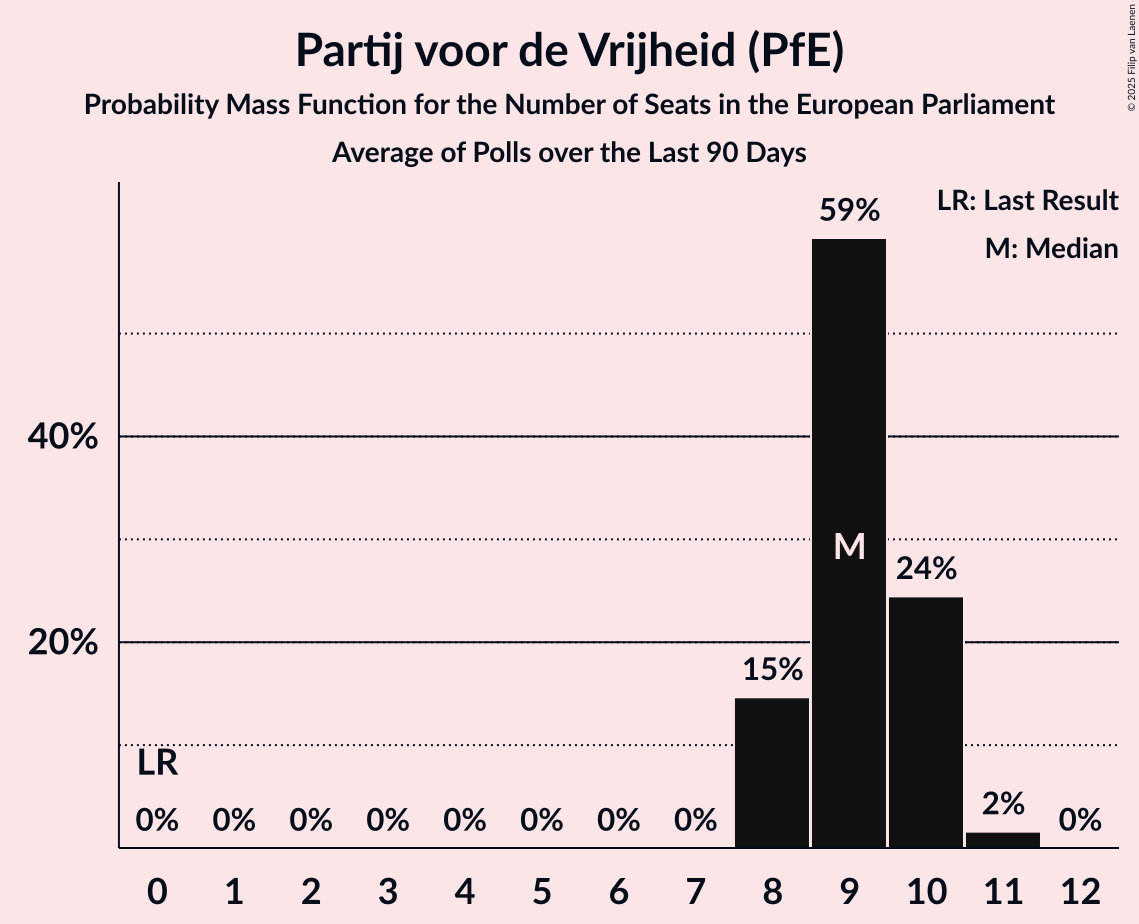 Partij voor de Vrijheid (PfE)
Probability Mass Function for the Number of Seats in the European Parliament
Average of Polls over the Last 90 Days
© 2025 Filip van Laenen
LR: Last Result
M: Median
59%
40%
M
24%
20%
15%
LR
2%
0% 0% 0% 0% 0% 0% 0% 0% 0%
0 1 2 3 4 5 6 7 8 9 10 11 12